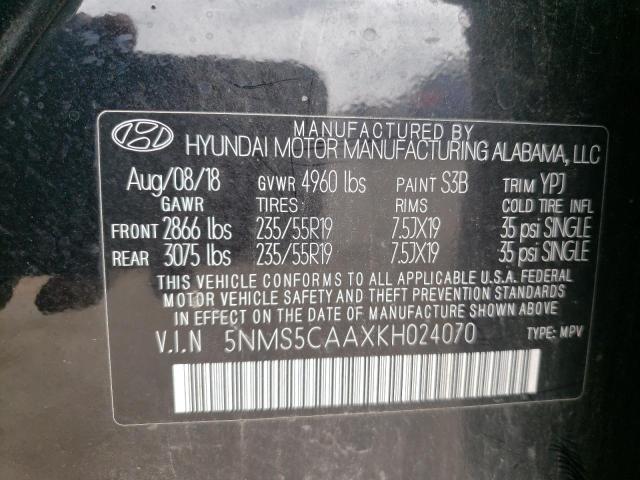 MANUFACTURED BY
HYUNDAI MOTOR MANUFACTURING ALABAMA, LLC
Aug/08/18 GVWR 4960 lbs PAINT S3B TRIM YPJ
GAWR TIRES RIMS COLD TIRE INFL
FRONT 2866 lbs 235/55R19 7.5JX19 35 psi SINGLE
REAR 3075 lbs 235/55R19 7.5JX19 35 psi SINGLE
THIS VEHICLE CONFORMS TO ALL APPLICABLE U.S.A. FEDERAL
MOTOR VEHICLE SAFETY AND THEFT PREVENTION STANDARDS
IN EFFECT ON THE DATE OF MANUFACTURE SHOWN ABOVE
V.I.N 5NMS5CAAXKH024070 TYPE: MPV